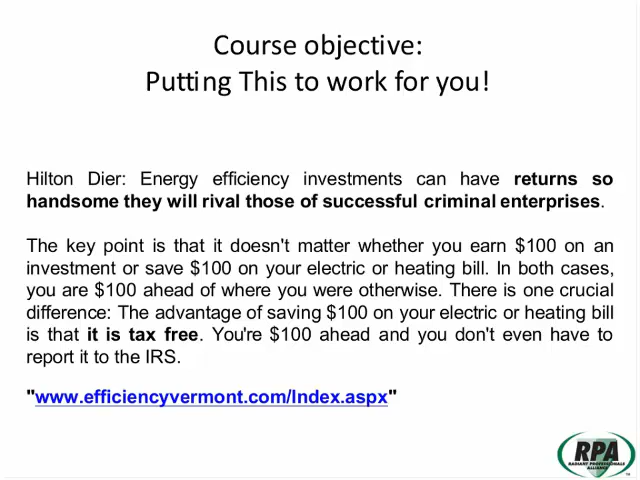 Course objective:
Putting This to work for you!
Hilton Dier: Energy efficiency investments can have returns so
handsome they will rival those of successful criminal enterprises.
The key point is that it doesn't matter whether you earn $100 on an
investment or save $100 on your electric or heating bill. In both cases,
you are $100 ahead of where you were otherwise. There is one crucial
difference: The advantage of saving $100 on your electric or heating bill
is that it is tax free. You're $100 ahead and you don't even have to
report it to the IRS.
"www.efficiencyvermont.com/Index.aspx"
RPA
RADIANT PROFESSIONALS
ALLIANCE